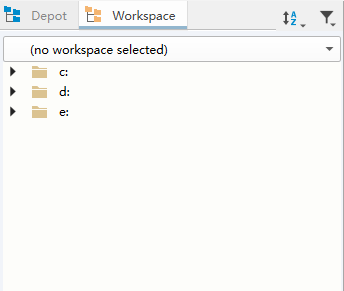 Depot Workspace
(no workspace selected)
c:
d:
e: